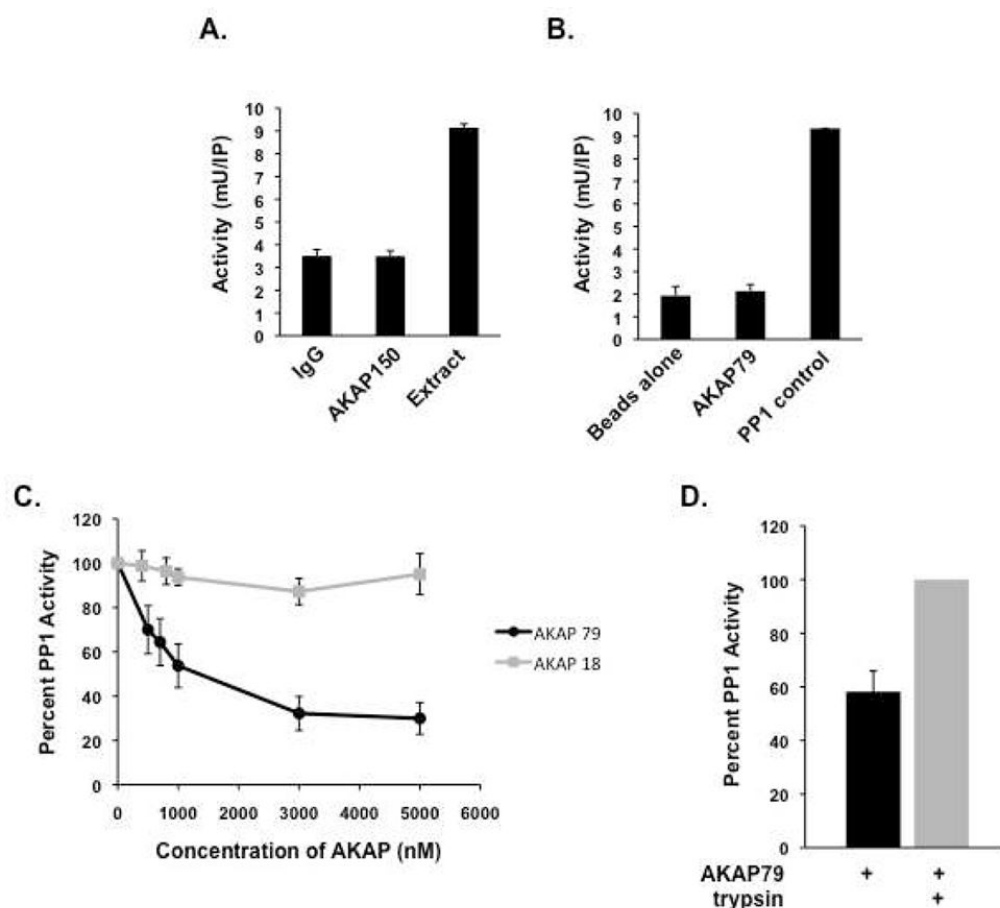 A.
10
9
8
7
6
5
4
3
2
1
0
Activity (mU/IP)
IgG
AKAP150
Extract
B.
10
9
8
7
6
5
4
3
2
1
0
Activity (mU/IP)
Beads alone
AKAP79
PP1 control
C.
120
100
80
60
40
20
0
Percent PP1 Activity
0 1000 2000 3000 4000 5000 6000
Concentration of AKAP (nM)
AKAP 79
AKAP 18
D.
120
100
80
60
40
20
0
Percent PP1 Activity
AKAP79 + +
trypsin +